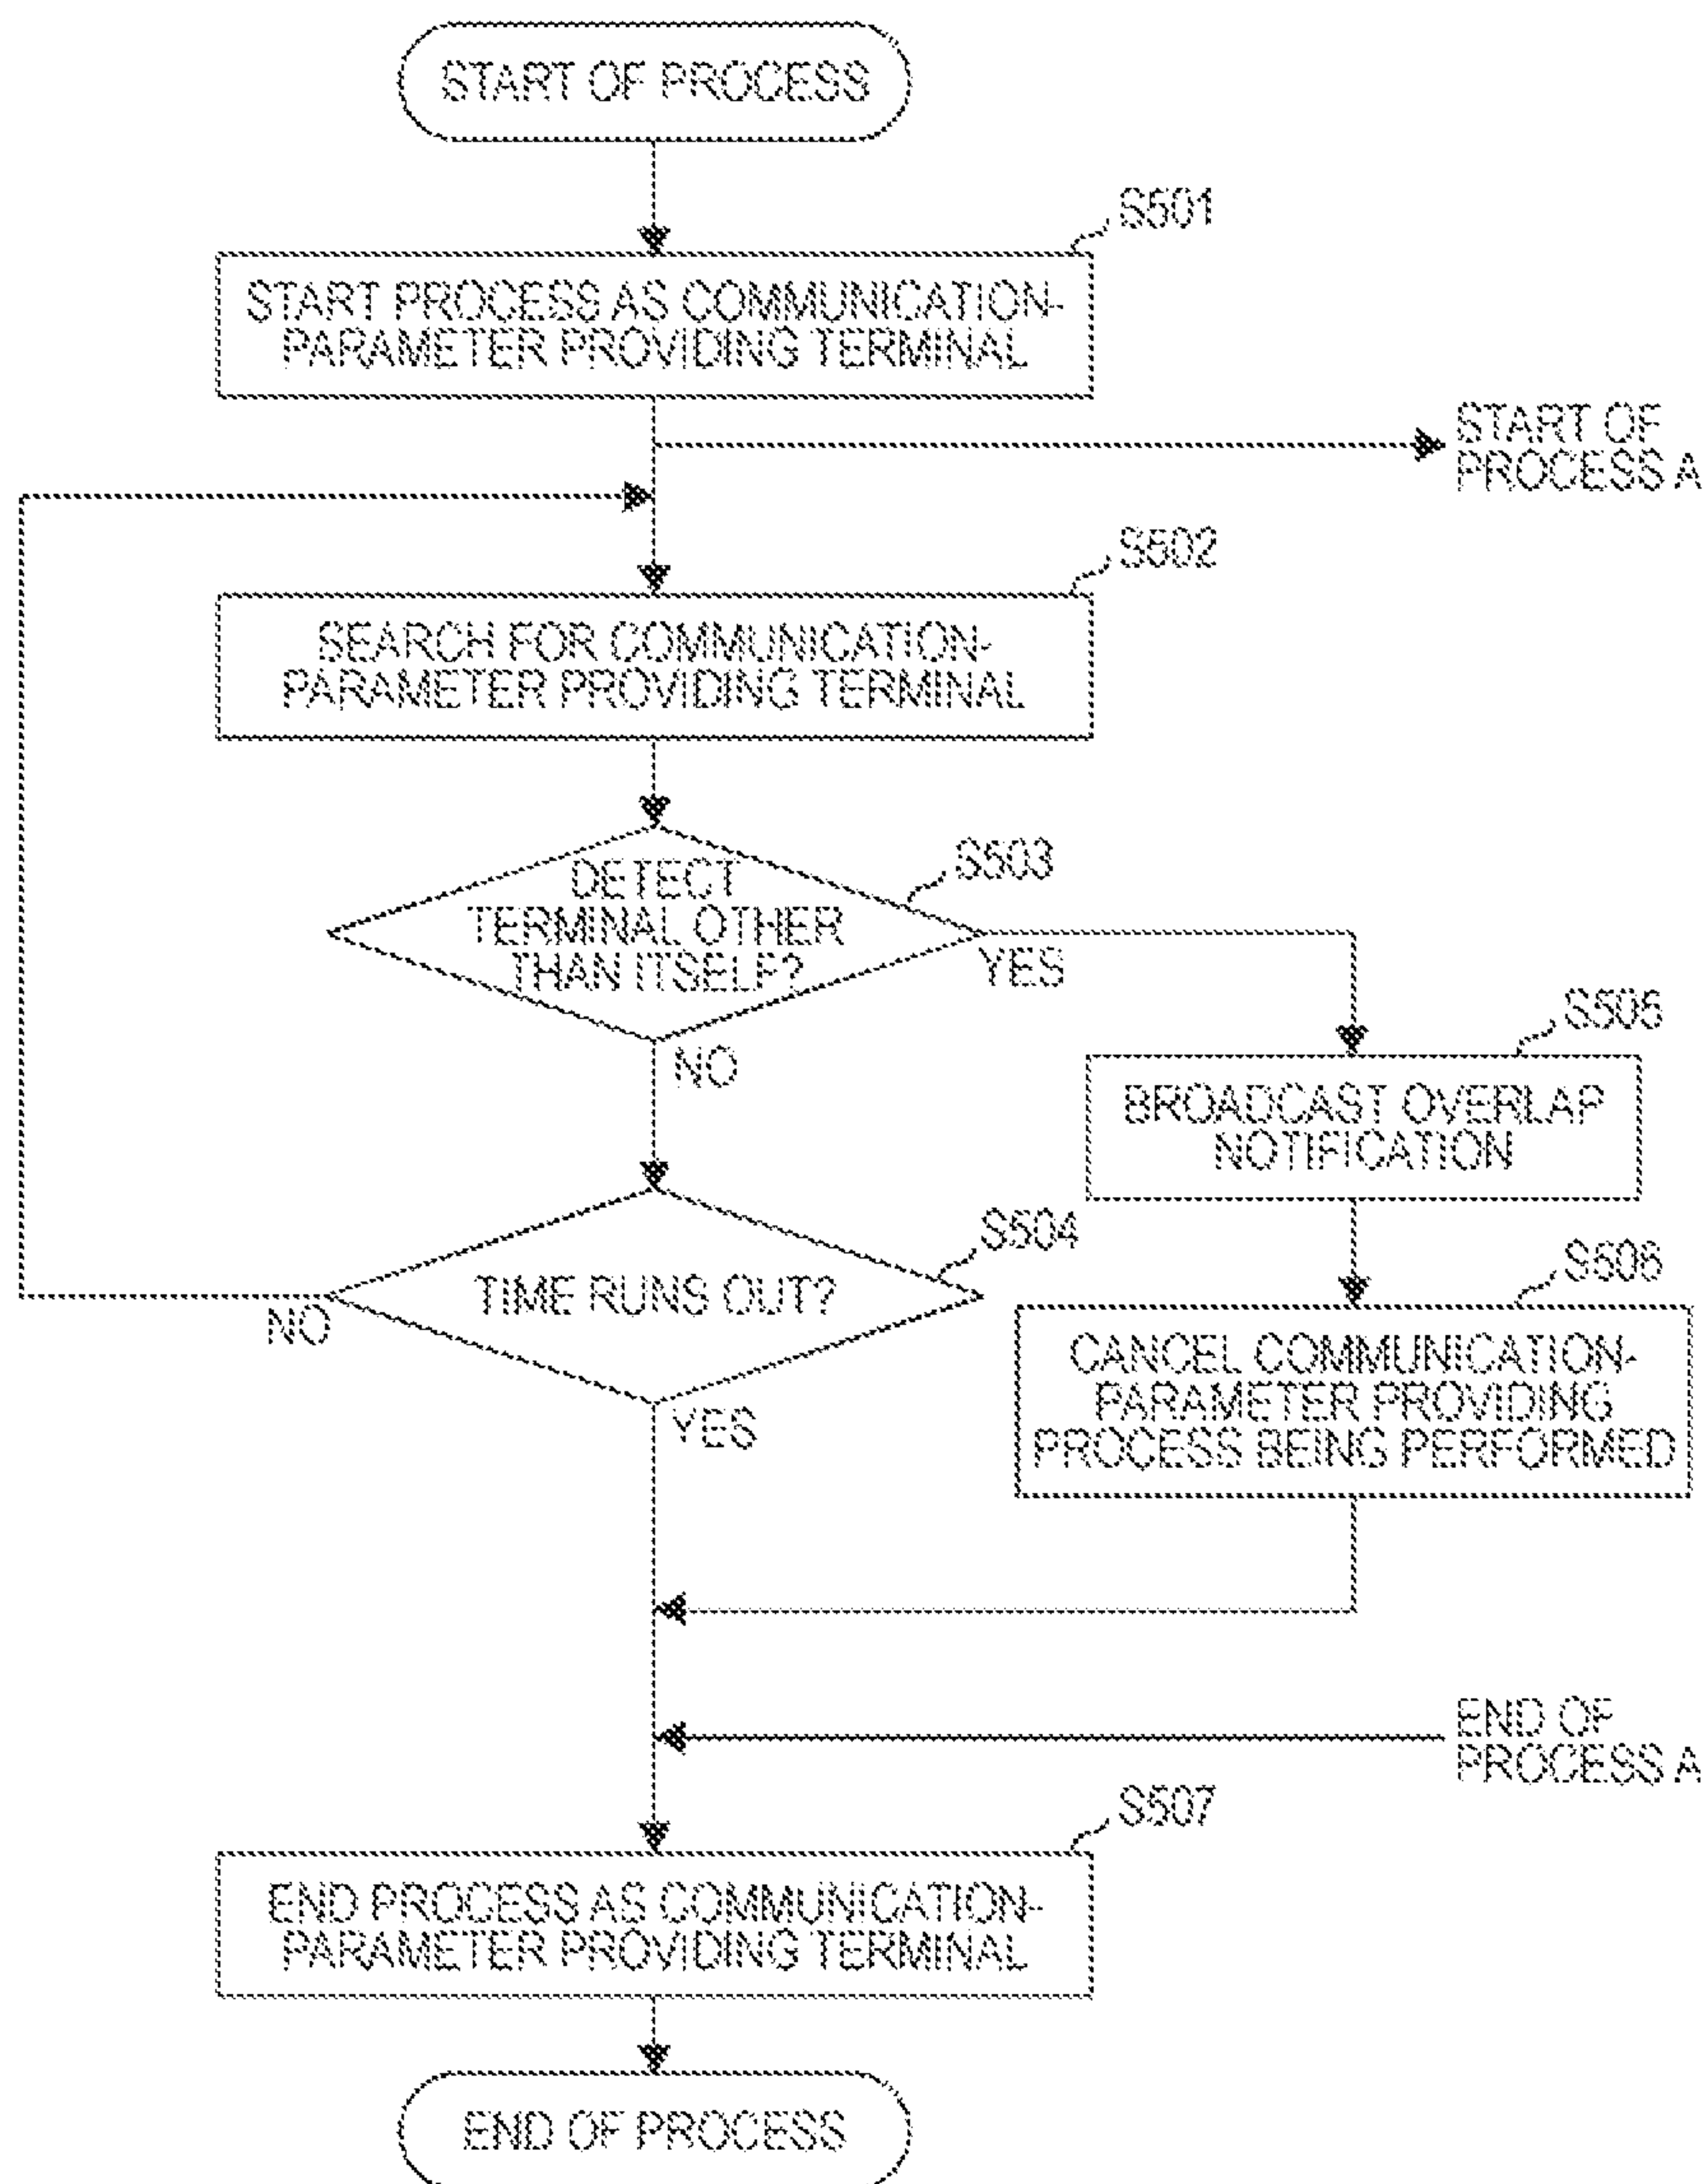 START OF PROCESS
S501
START PROCESS AS COMMUNICATION-
PARAMETER PROVIDING TERMINAL
START OF
PROCESS A
S502
SEARCH FOR COMMUNICATION-
PARAMETER PROVIDING TERMINAL
S503
DETECT
TERMINAL OTHER
THAN ITSELF?
YES
NO
S505
BROADCAST OVERLAP
NOTIFICATION
S504
TIME RUNS OUT?
NO
YES
S506
CANCEL COMMUNICATION-
PARAMETER PROVIDING
PROCESS BEING PERFORMED
END OF
PROCESS A
S507
END PROCESS AS COMMUNICATION-
PARAMETER PROVIDING TERMINAL
END OF PROCESS